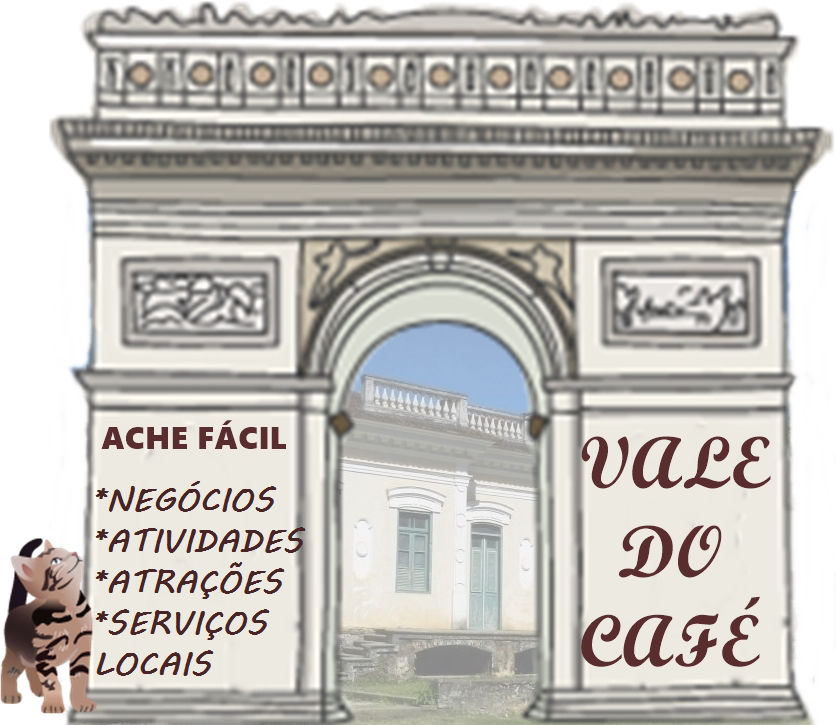 ACHE FÁCIL
*NEGÓCIOS
*ATIVIDADES
*ATRAÇÕES
*SERVIÇOS
LOCAIS
VALE
DO
CAFÉ